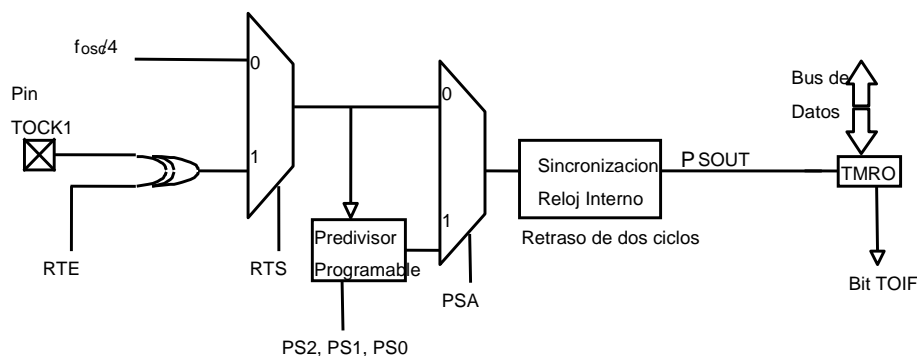 fosc/4
Pin
TOCK1
0
1
RTE
RTS
Predivisor
Programable
PS2, PS1, PS0
0
1
PSA
Sincronizacion
Reloj Interno
Retraso de dos ciclos
PSOUT
Bus de
Datos
TMRO
Bit TOIF